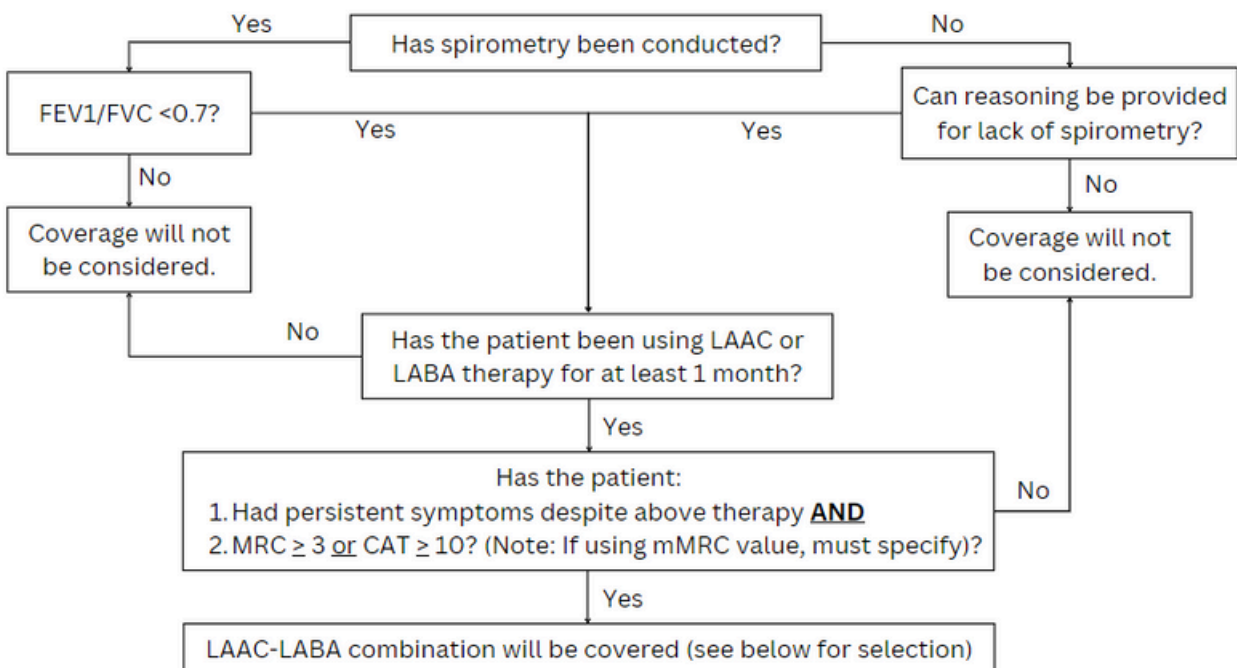 Yes
Has spirometry been conducted?
No
FEV1/FVC <0.7?
Can reasoning be provided
for lack of spirometry?
Yes
Yes
No
No
Coverage will not
be considered.
Coverage will not
be considered.
No
Has the patient been using LAAC or
LABA therapy for at least 1 month?
Yes
Has the patient:
1. Had persistent symptoms despite above therapy AND
2. MRC ≥ 3 or CAT ≥ 10? (Note: If using mMRC value, must specify)?
No
Yes
LAAC-LABA combination will be covered (see below for selection)